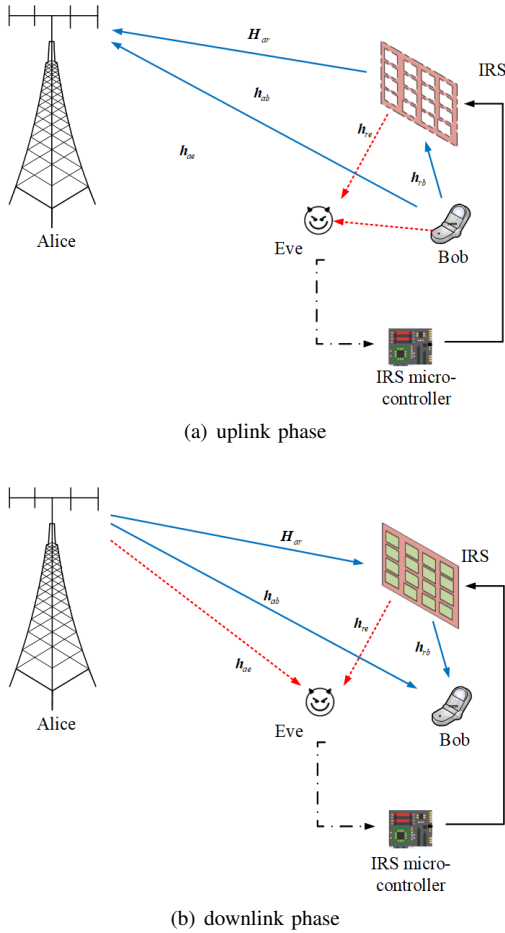 H_ar
IRS
h_ab
h_re
h_ae
h_rb
Alice
Eve
Bob
IRS micro-
controller
(a) uplink phase
H_ar
IRS
h_ab
h_re
h_rb
h_ae
Alice
Eve
Bob
IRS micro-
controller
(b) downlink phase